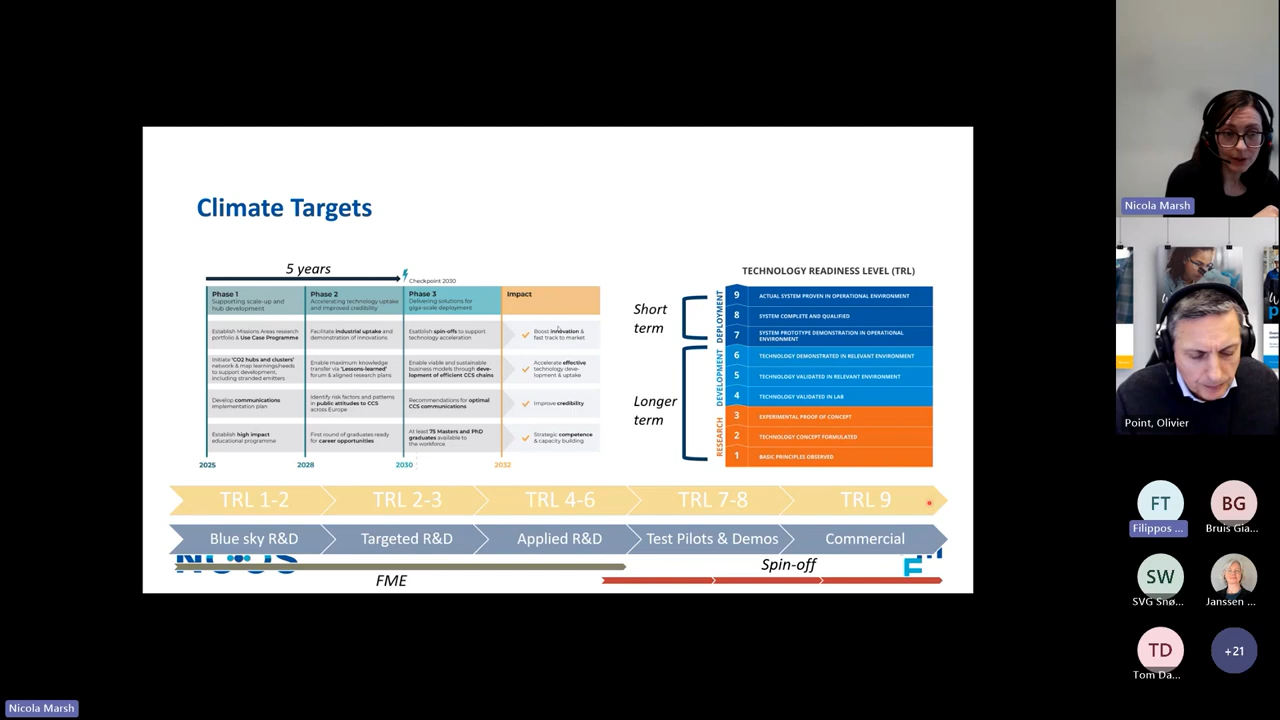 Climate Targets
5 years
Checkpoint 2030
Phase 1
Supporting scale-up and
hub development
Phase 2
Accelerating technology uptake
and improved credibility
Phase 3
Delivering solutions for
giga-scale deployment
Impact
Establish Missions Areas research
portfolio & Use Case Programme
Facilitate industrial uptake and
demonstration of innovations
Esatblish spin-offs to support
technology acceleration
Boost innovation &
fast track to market
Initiate 'CO2 hubs and clusters'
network & map learnings/needs
to support development,
including stranded emitters
Enable maximum knowledge
transfer via 'Lessons-learned'
forum & aligned research plans
Enable viable and sustainable
business models through deve-
lopment of efficient CCS chains
Accelerate effective
technology deve-
lopment & uptake
Develop communications
implementation plan
Identify risk factors and patterns
in public attitudes to CCS
across Europe
Recommendations for optimal
CCS communications
Improve credibility
Establish high impact
educational programme
First round of graduates ready
for career opportunities
At least 75 Masters and PhD
graduates available to
the workforce
Strategic competence
& capacity building
2025
2028
2030
2032
Short
term
Longer
term
TECHNOLOGY READINESS LEVEL (TRL)
DEPLOYMENT
9 ACTUAL SYSTEM PROVEN IN OPERATIONAL ENVIRONMENT
8 SYSTEM COMPLETE AND QUALIFIED
7 SYSTEM PROTOTYPE DEMONSTRATION IN OPERATIONAL
ENVIRONMENT
DEVELOPMENT
6 TECHNOLOGY DEMONSTRATED IN RELEVANT ENVIRONMENT
5 TECHNOLOGY VALIDATED IN RELEVANT ENVIRONMENT
4 TECHNOLOGY VALIDATED IN LAB
RESEARCH
3 EXPERIMENTAL PROOF OF CONCEPT
2 TECHNOLOGY CONCEPT FORMULATED
1 BASIC PRINCIPLES OBSERVED
TRL 1-2
TRL 2-3
TRL 4-6
TRL 7-8
TRL 9
Blue sky R&D
Targeted R&D
Applied R&D
Test Pilots & Demos
Commercial
FME
Spin-off
Nicola Marsh
Point, Olivier
FT
Filippos ...
BG
Bruis Gia...
SW
SVG Snø...
Janssen ...
TD
Tom Da...
+21
Nicola Marsh